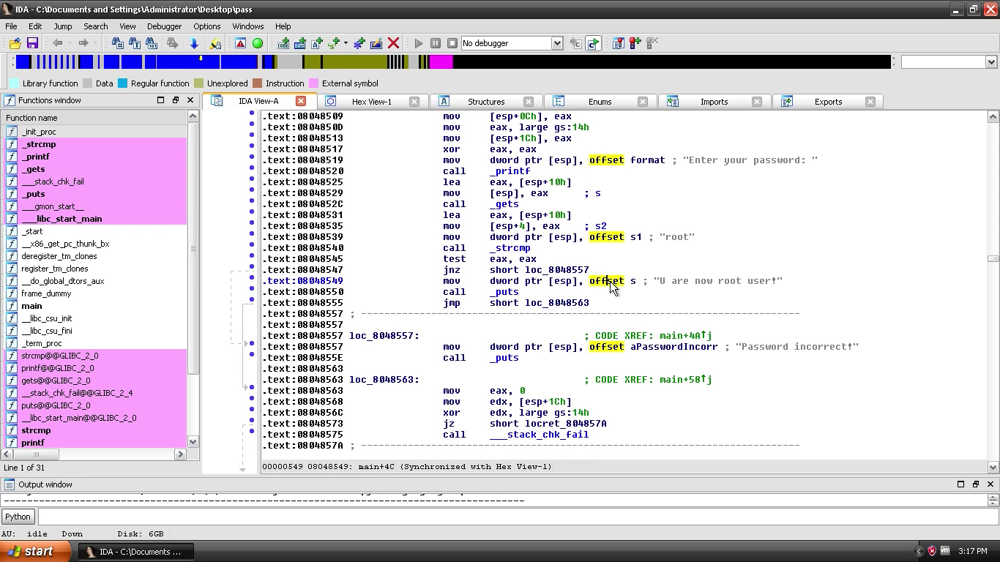 IDA - C:\Documents and Settings\Administrator\Desktop\pass
File Edit Jump Search View Debugger Options Windows Help
No debugger
Library function Data Regular function Unexplored Instruction External symbol
Functions window
IDA View-A Hex View-1 Structures Enums Imports Exports
Function name
_init_proc
_strcmp
_printf
_gets
___stack_chk_fail
_puts
___gmon_start__
___libc_start_main
_start
__x86_get_pc_thunk_bx
deregister_tm_clones
register_tm_clones
__do_global_dtors_aux
frame_dummy
main
__libc_csu_init
__libc_csu_fini
_term_proc
strcmp@@GLIBC_2_0
printf@@GLIBC_2_0
gets@@GLIBC_2_0
__stack_chk_fail@@GLIBC_2_4
puts@@GLIBC_2_0
__libc_start_main@@GLIBC_2_0
strcmp
printf
Line 1 of 31
.text:08048509 mov [esp+0Ch], eax
.text:0804850D mov eax, large gs:14h
.text:08048513 mov [esp+1Ch], eax
.text:08048517 xor eax, eax
.text:08048519 mov dword ptr [esp], offset format ; "Enter your password: "
.text:08048520 call _printf
.text:08048525 lea eax, [esp+10h]
.text:08048529 mov [esp], eax ; s
.text:0804852C call _gets
.text:08048531 lea eax, [esp+10h]
.text:08048535 mov [esp+4], eax ; s2
.text:08048539 mov dword ptr [esp], offset s1 ; "root"
.text:08048540 call _strcmp
.text:08048545 test eax, eax
.text:08048547 jnz short loc_8048557
.text:08048549 mov dword ptr [esp], offset s ; "U are now root user!"
.text:08048550 call _puts
.text:08048555 jmp short loc_8048563
.text:08048557 ; ---------------------------------------------------------------------------
.text:08048557
.text:08048557 loc_8048557: ; CODE XREF: main+4A↑j
.text:08048557 mov dword ptr [esp], offset aPasswordIncorr ; "Password incorrect!"
.text:0804855E call _puts
.text:08048563
.text:08048563 loc_8048563: ; CODE XREF: main+58↑j
.text:08048563 mov eax, 0
.text:08048568 mov edx, [esp+1Ch]
.text:0804856C xor edx, large gs:14h
.text:08048573 jz short locret_804857A
.text:08048575 call ___stack_chk_fail
.text:0804857A ; ---------------------------------------------------------------------------
00000549 08048549: main+4C (Synchronized with Hex View-1)
Output window
Python
AU: idle Down Disk: 6GB
start IDA - C:\Documents ... 3:17 PM